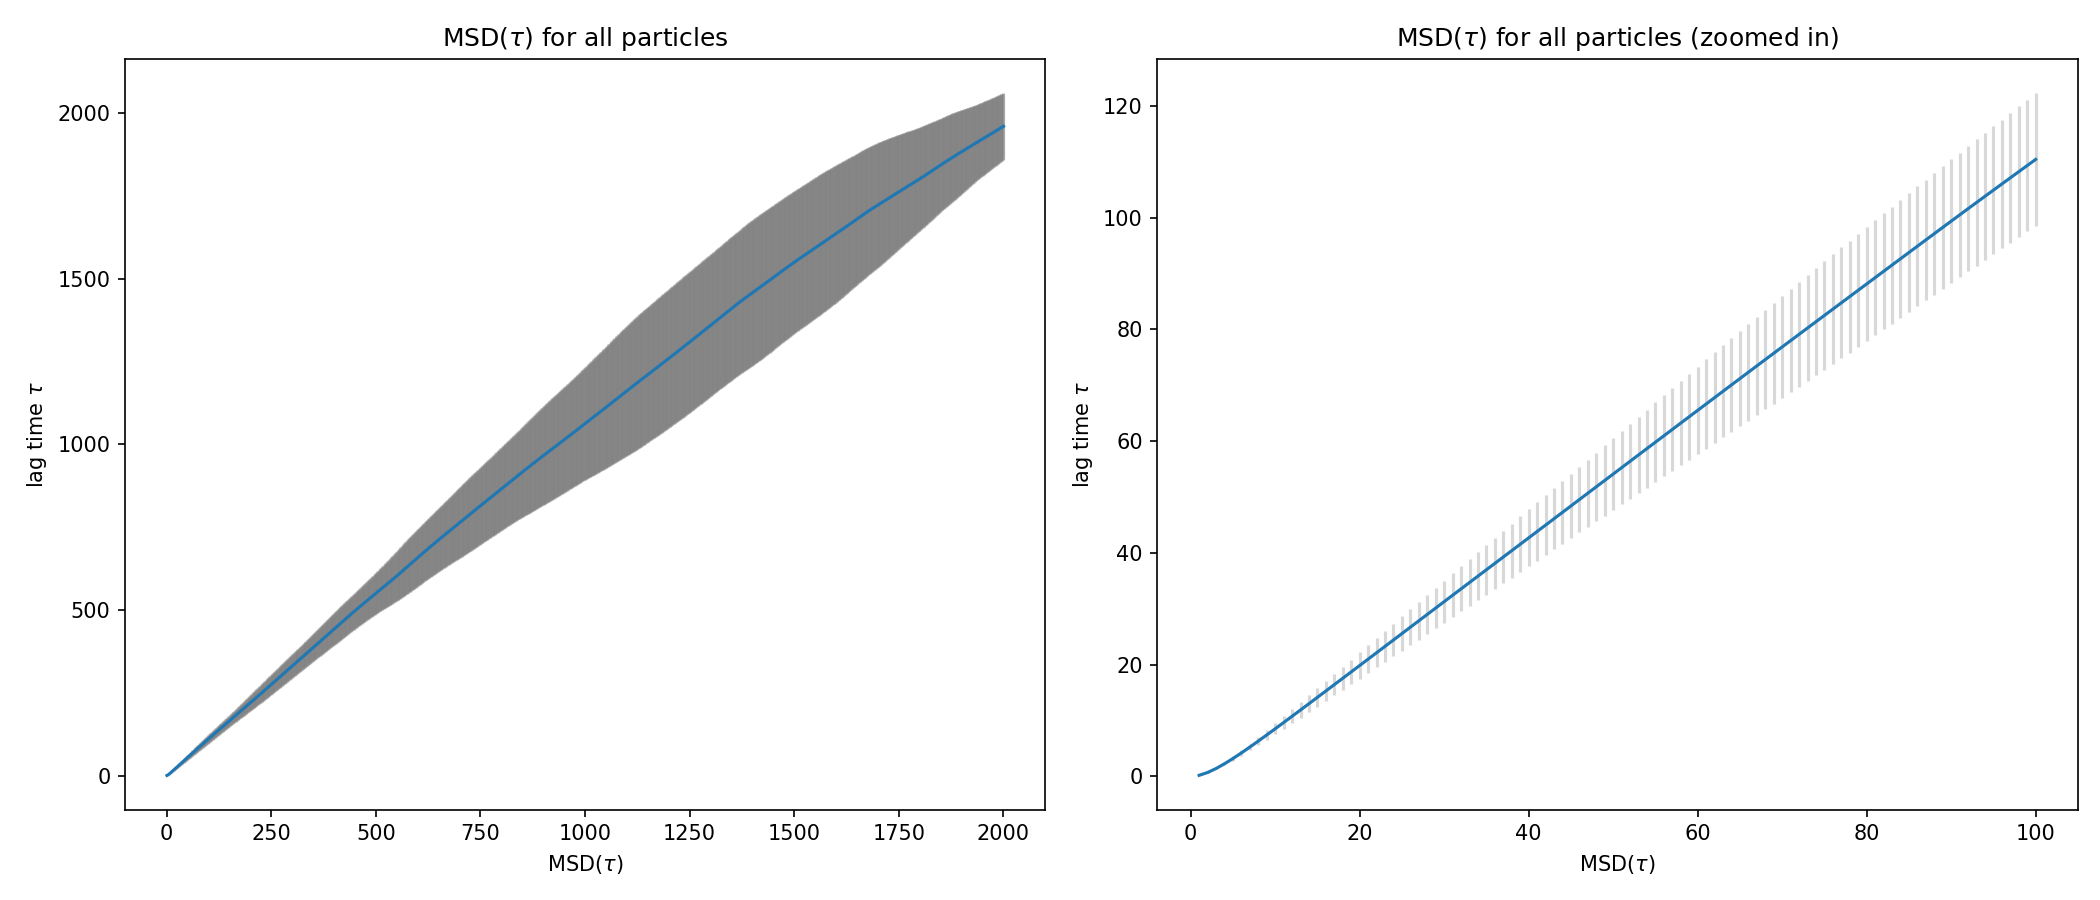 MSD(τ) for all particles
lag time τ
2000
1500
1000
500
0
0 250 500 750 1000 1250 1500 1750 2000
MSD(τ)
MSD(τ) for all particles (zoomed in)
lag time τ
120
100
80
60
40
20
0
0 20 40 60 80 100
MSD(τ)